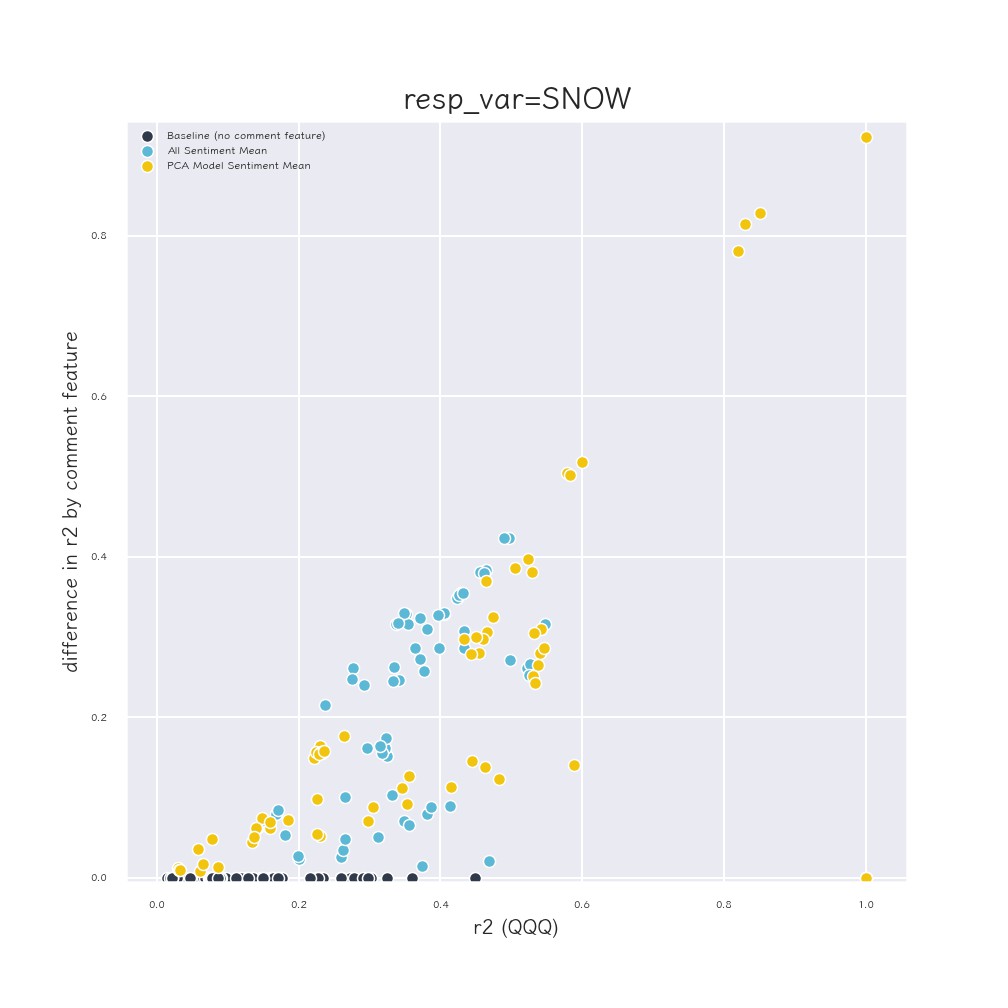 resp_var=SNOW
Baseline (no comment feature)
All Sentiment Mean
PCA Model Sentiment Mean
difference in r2 by comment feature
0.8
0.6
0.4
0.2
0.0
0.0 0.2 0.4 0.6 0.8 1.0
r2 (QQQ)